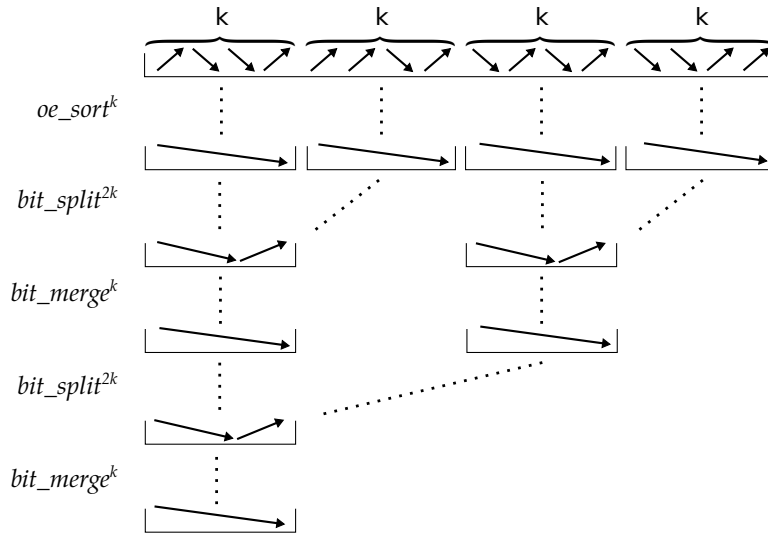 k k k k
oe_sort^k
bit_split^2k
bit_merge^k
bit_split^2k
bit_merge^k